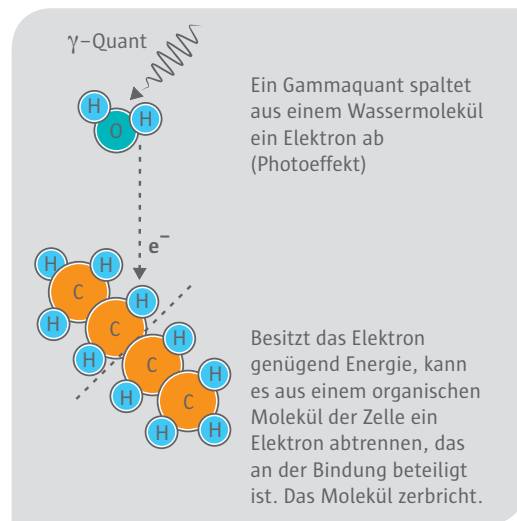 γ–Quant
H H
O
Ein Gammaquant spaltet
aus einem Wassermolekül
ein Elektron ab
(Photoeffekt)
e⁻
H H
C H
H C H
H C H
H C
H H
Besitzt das Elektron
genügend Energie, kann
es aus einem organischen
Molekül der Zelle ein
Elektron abtrennen, das
an der Bindung beteiligt
ist. Das Molekül zerbricht.